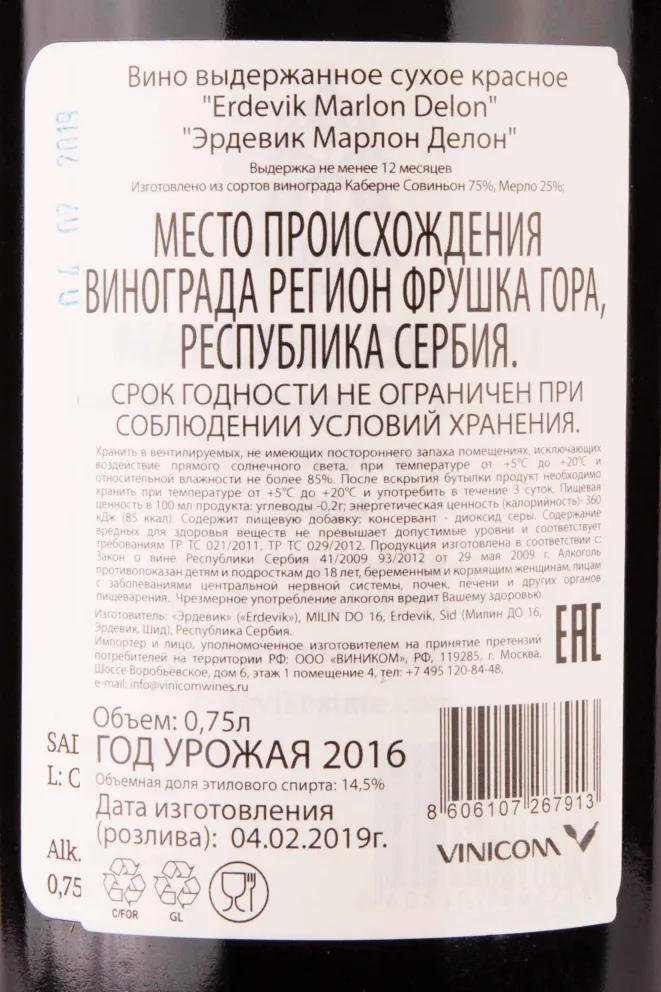 Вино выдержанное сухое красное
"Erdevik Marlon Delon"
"Эрдевик Марлон Делон"
Выдержка не менее 12 месяцев
Изготовлено из сортов винограда Каберне Совиньон 75%, Мерло 25%;
МЕСТО ПРОИСХОЖДЕНИЯ
ВИНОГРАДА РЕГИОН ФРУШКА ГОРА,
РЕСПУБЛИКА СЕРБИЯ.
СРОК ГОДНОСТИ НЕ ОГРАНИЧЕН ПРИ
СОБЛЮДЕНИИ УСЛОВИЙ ХРАНЕНИЯ.
Хранить в вентилируемых, не имеющих постороннего запаха помещениях, исключающих
воздействие прямого солнечного света, при температуре от +5°С до +20°С и
относительной влажности не более 85%. После вскрытия бутылки продукт необходимо
хранить при температуре от +5°С до +20°С и употребить в течение 3 суток. Пищевая
ценность в 100 мл продукта: углеводы -0,2г; энергетическая ценность (калорийность)- 360
кДж (85 ккал). Содержит пищевую добавку: консервант - диоксид серы. Содержание
вредных для здоровья веществ не превышает допустимые уровни и соответствует
требованиям ТР ТС 021/2011, ТР ТС 029/2012. Продукция изготовлена в соответствии с:
Закон о вине Республики Сербия 41/2009 93/2012 от 29 мая 2009 г. Алкоголь
противопоказан детям и подросткам до 18 лет, беременным и кормящим женщинам, лицам
с заболеваниями центральной нервной системы, почек, печени и других органов
пищеварения. Чрезмерное употребление алкоголя вредит Вашему здоровью.
Изготовитель: «Эрдевик» («Erdevik»), MILIN DO 16, Erdevik, Sid (Милин ДО 16,
Эрдевик, Шид), Республика Сербия.
Импортер и лицо, уполномоченное изготовителем на принятие претензий
потребителей на территории РФ: ООО «ВИНИКОМ», РФ, 119285, г. Москва,
Шоссе Воробьёвское, дом 6, этаж 1 помещение 4, тел: +7 495 120-84-48,
e-mail: info@vinicomwines.ru
EAC
Объем: 0,75л
ГОД УРОЖАЯ 2016
Объемная доля этилового спирта: 14,5%
Дата изготовления
(розлива): 04.02.2019г.
C/FOR GL
8 606107 267913
VINICOM
SAD
L: C
Alk.
0,75
04 02 2019